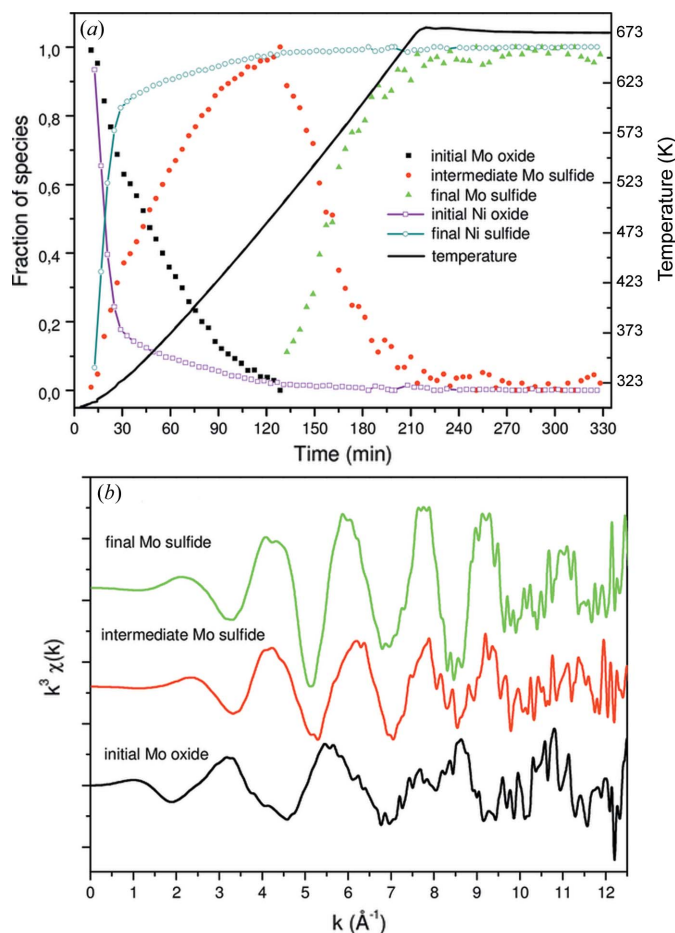 (a)
1,0
0,8
0,6
0,4
0,2
0,0
Fraction of species
673
623
573
523
473
423
373
323
Temperature (K)
initial Mo oxide
intermediate Mo sulfide
final Mo sulfide
initial Ni oxide
final Ni sulfide
temperature
0 30 60 90 120 150 180 210 240 270 300 330
Time (min)
(b)
final Mo sulfide
intermediate Mo sulfide
initial Mo oxide
k³ χ(k)
0 1 2 3 4 5 6 7 8 9 10 11 12
k (Å⁻¹)